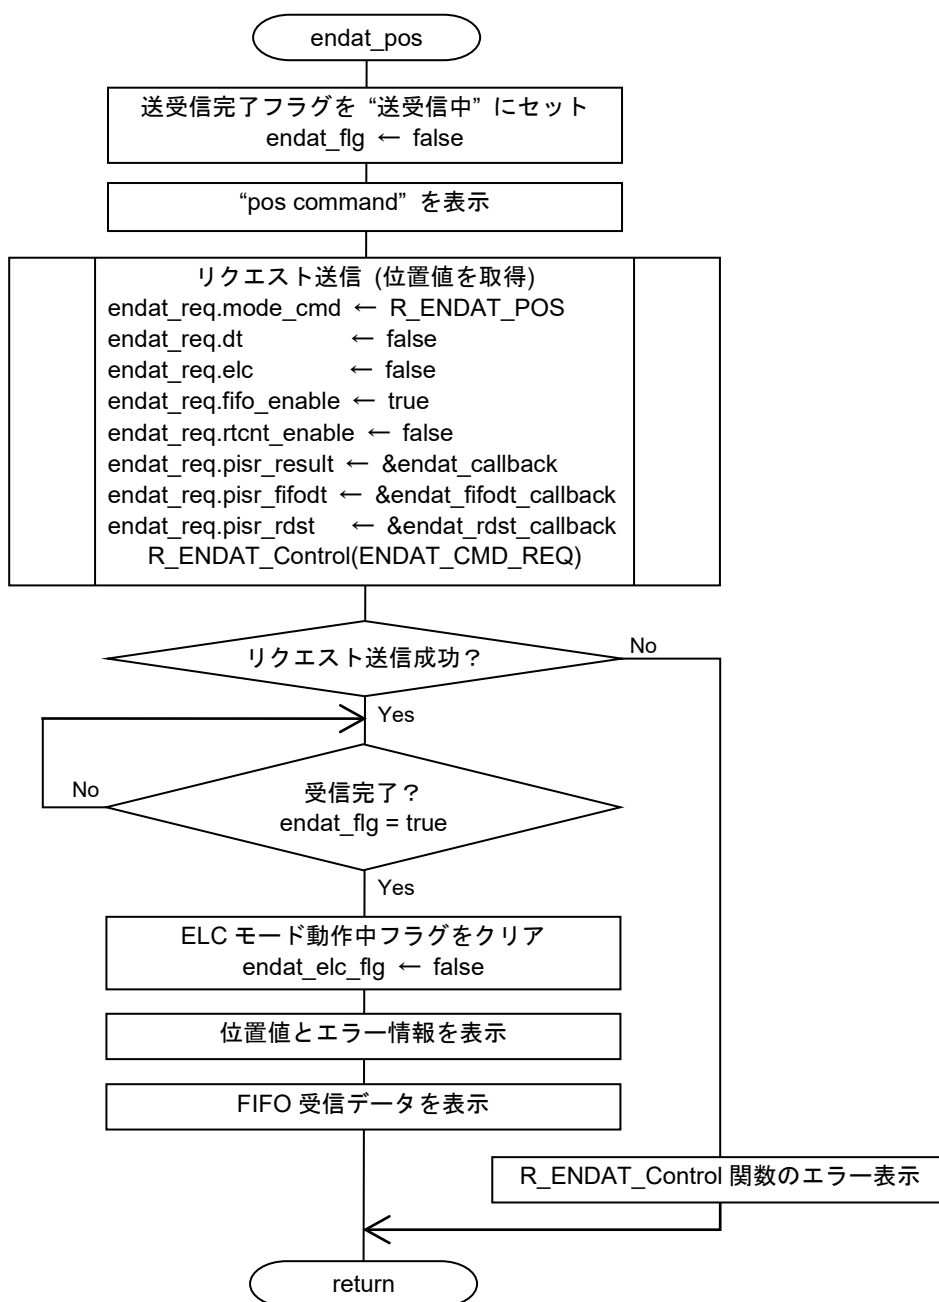 endat_pos
送受信完了フラグを “送受信中” にセット
endat_flg ← false
“pos command” を表示
リクエスト送信 (位置値を取得)
endat_req.mode_cmd ← R_ENDAT_POS
endat_req.dt ← false
endat_req.elc ← false
endat_req.fifo_enable ← true
endat_req.rtcnt_enable ← false
endat_req.pisr_result ← &endat_callback
endat_req.pisr_fifodt ← &endat_fifodt_callback
endat_req.pisr_rdst ← &endat_rdst_callback
R_ENDAT_Control(ENDAT_CMD_REQ)
リクエスト送信成功？
No
Yes
No
受信完了？
endat_flg = true
Yes
ELC モード動作中フラグをクリア
endat_elc_flg ← false
位置値とエラー情報を表示
FIFO 受信データを表示
R_ENDAT_Control 関数のエラー表示
return